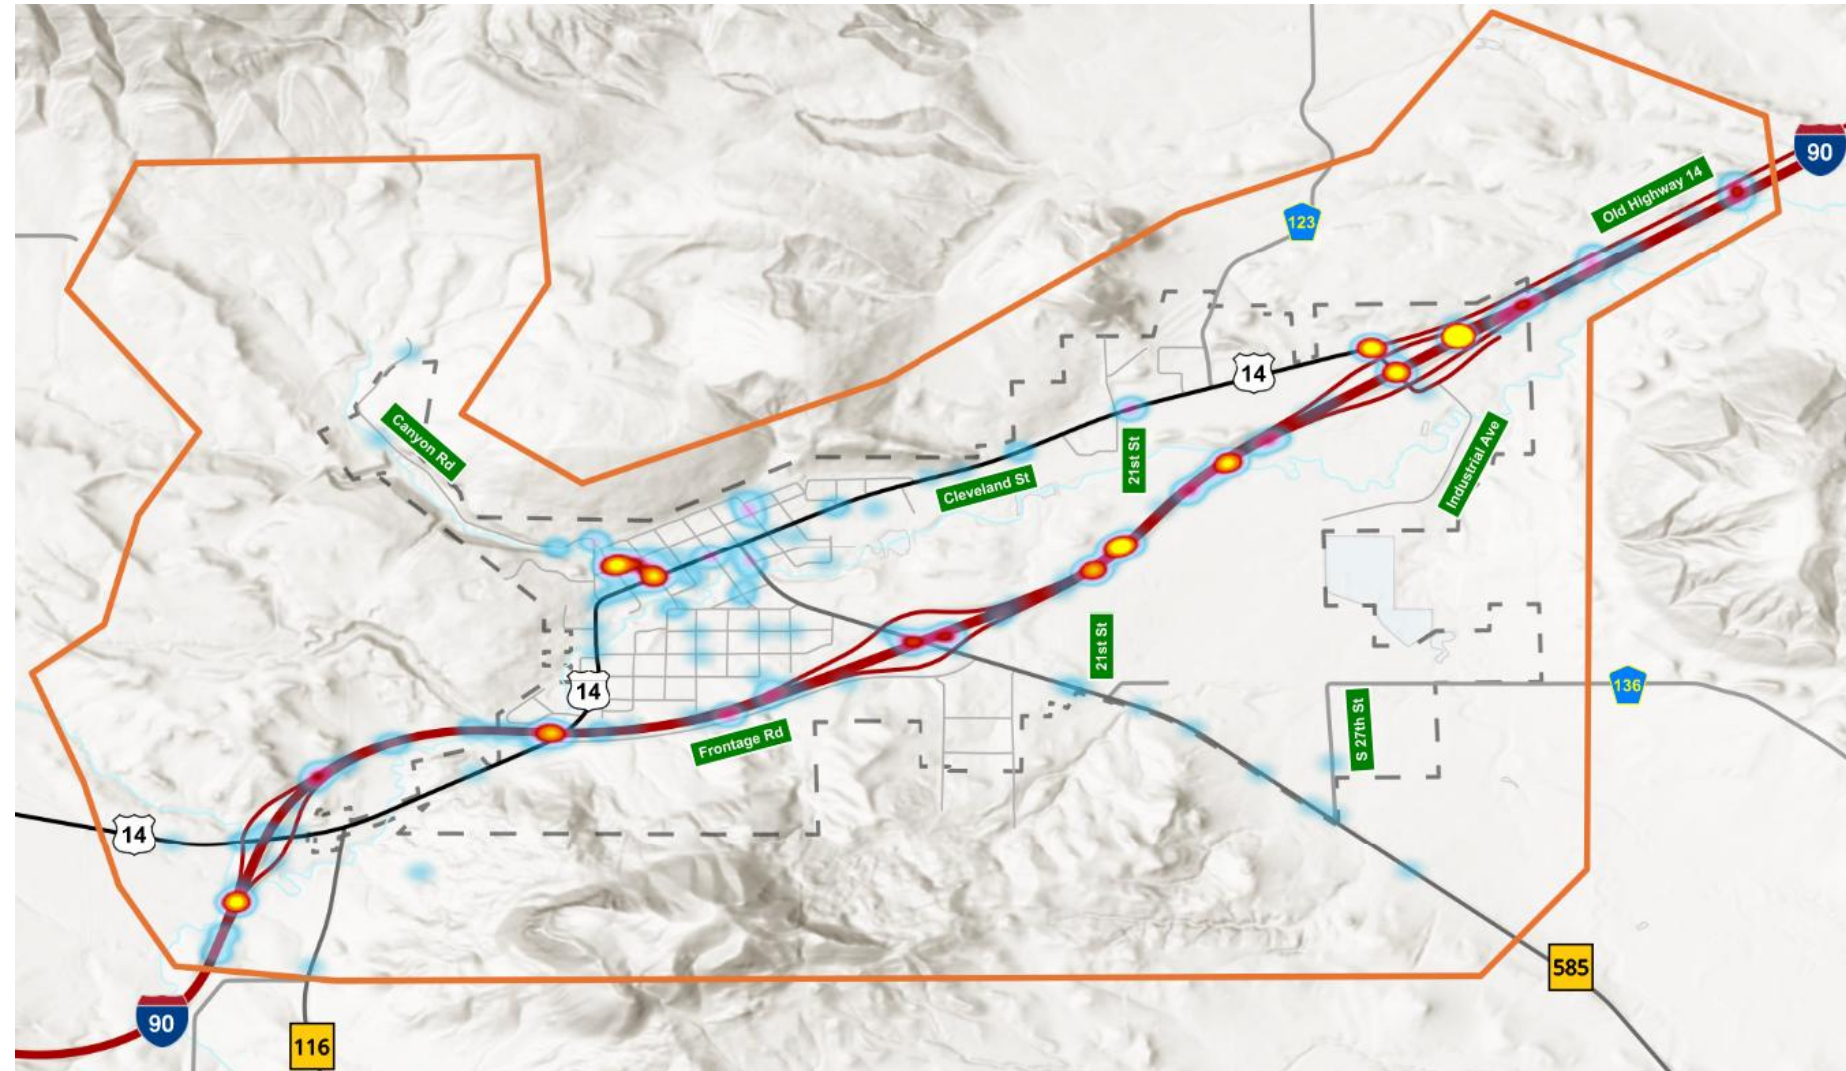 90
Old Highway 14
123
14
Canyon Rd
21st St
Industrial Ave
Cleveland St
21st St
14
136
S 27th St
Frontage Rd
14
585
90
116